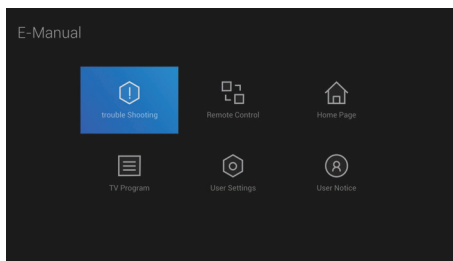 E-Manual
trouble Shooting
Remote Control
Home Page
TV Program
User Settings
User Notice